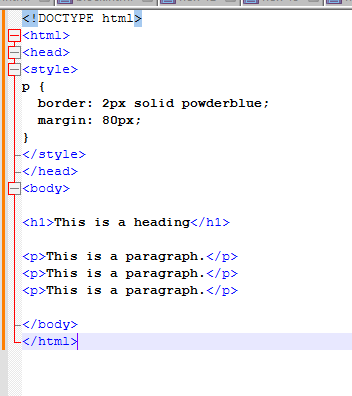 <!DOCTYPE html>
<html>
<head>
<style>
p {
  border: 2px solid powderblue;
  margin: 80px;
}
</style>
</head>
<body>

<h1>This is a heading</h1>

<p>This is a paragraph.</p>
<p>This is a paragraph.</p>
<p>This is a paragraph.</p>

</body>
</html>